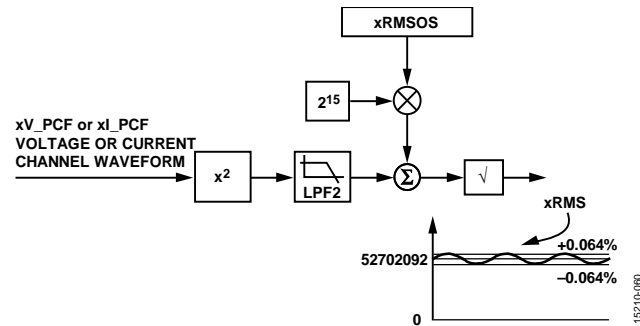 xRMSOS
2¹⁵
xV_PCF or xI_PCF
VOLTAGE OR CURRENT
CHANNEL WAVEFORM
x²
LPF2
Σ
√
xRMS
+0.064%
52702092
–0.064%
0
15210-060